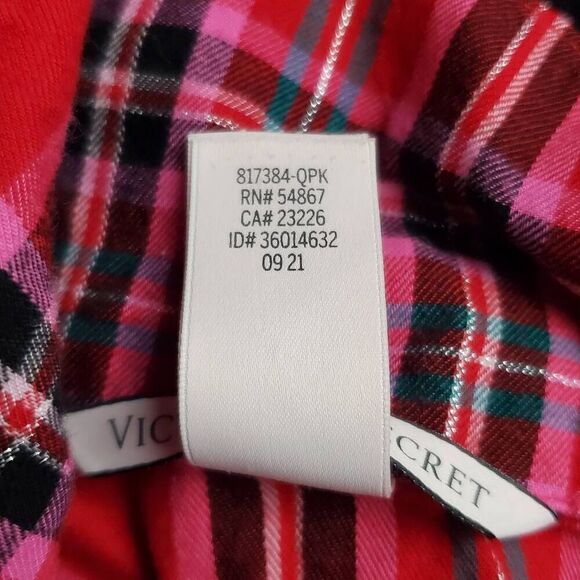 817384-QPK
RN# 54867
CA# 23226
ID# 36014632
09 21
VIC CRET